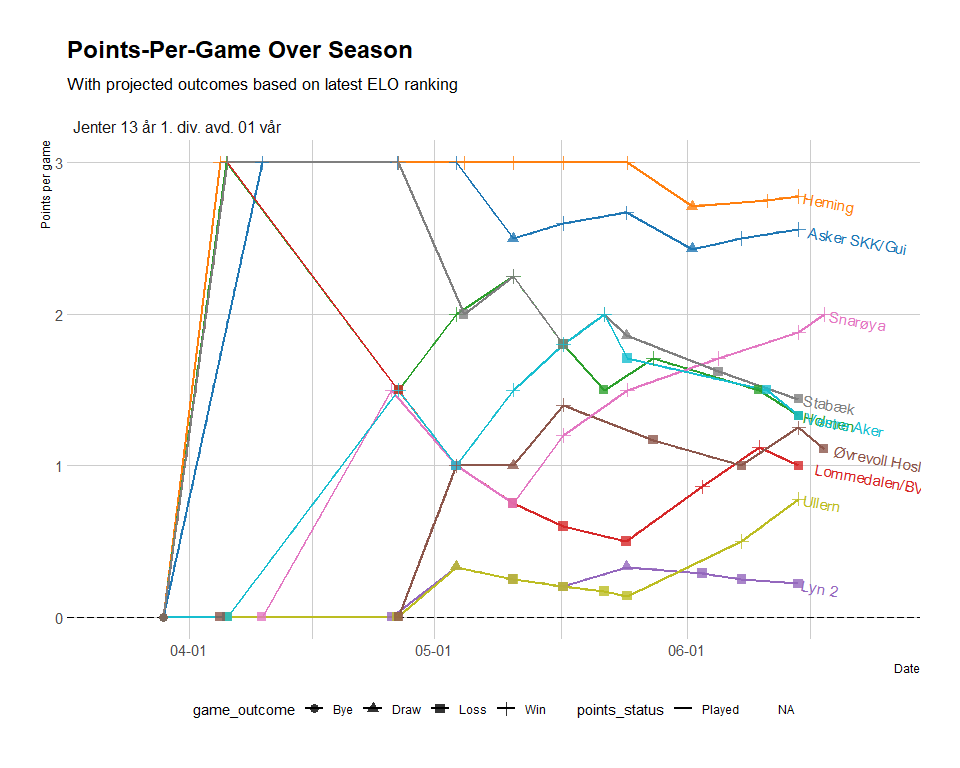 Points-Per-Game Over Season
With projected outcomes based on latest ELO ranking
Jenter 13 år 1. div. avd. 01 vår
Points per game
3
2
1
0
Heming
Asker SKK/Gui
Snarøya
Stabæk
Holmen
Aker
Øvrevoll Hosl
Lommedalen/BV
Ullern
Lyn 2
04-01
05-01
06-01
Date
game_outcome Bye Draw Loss Win points_status Played NA